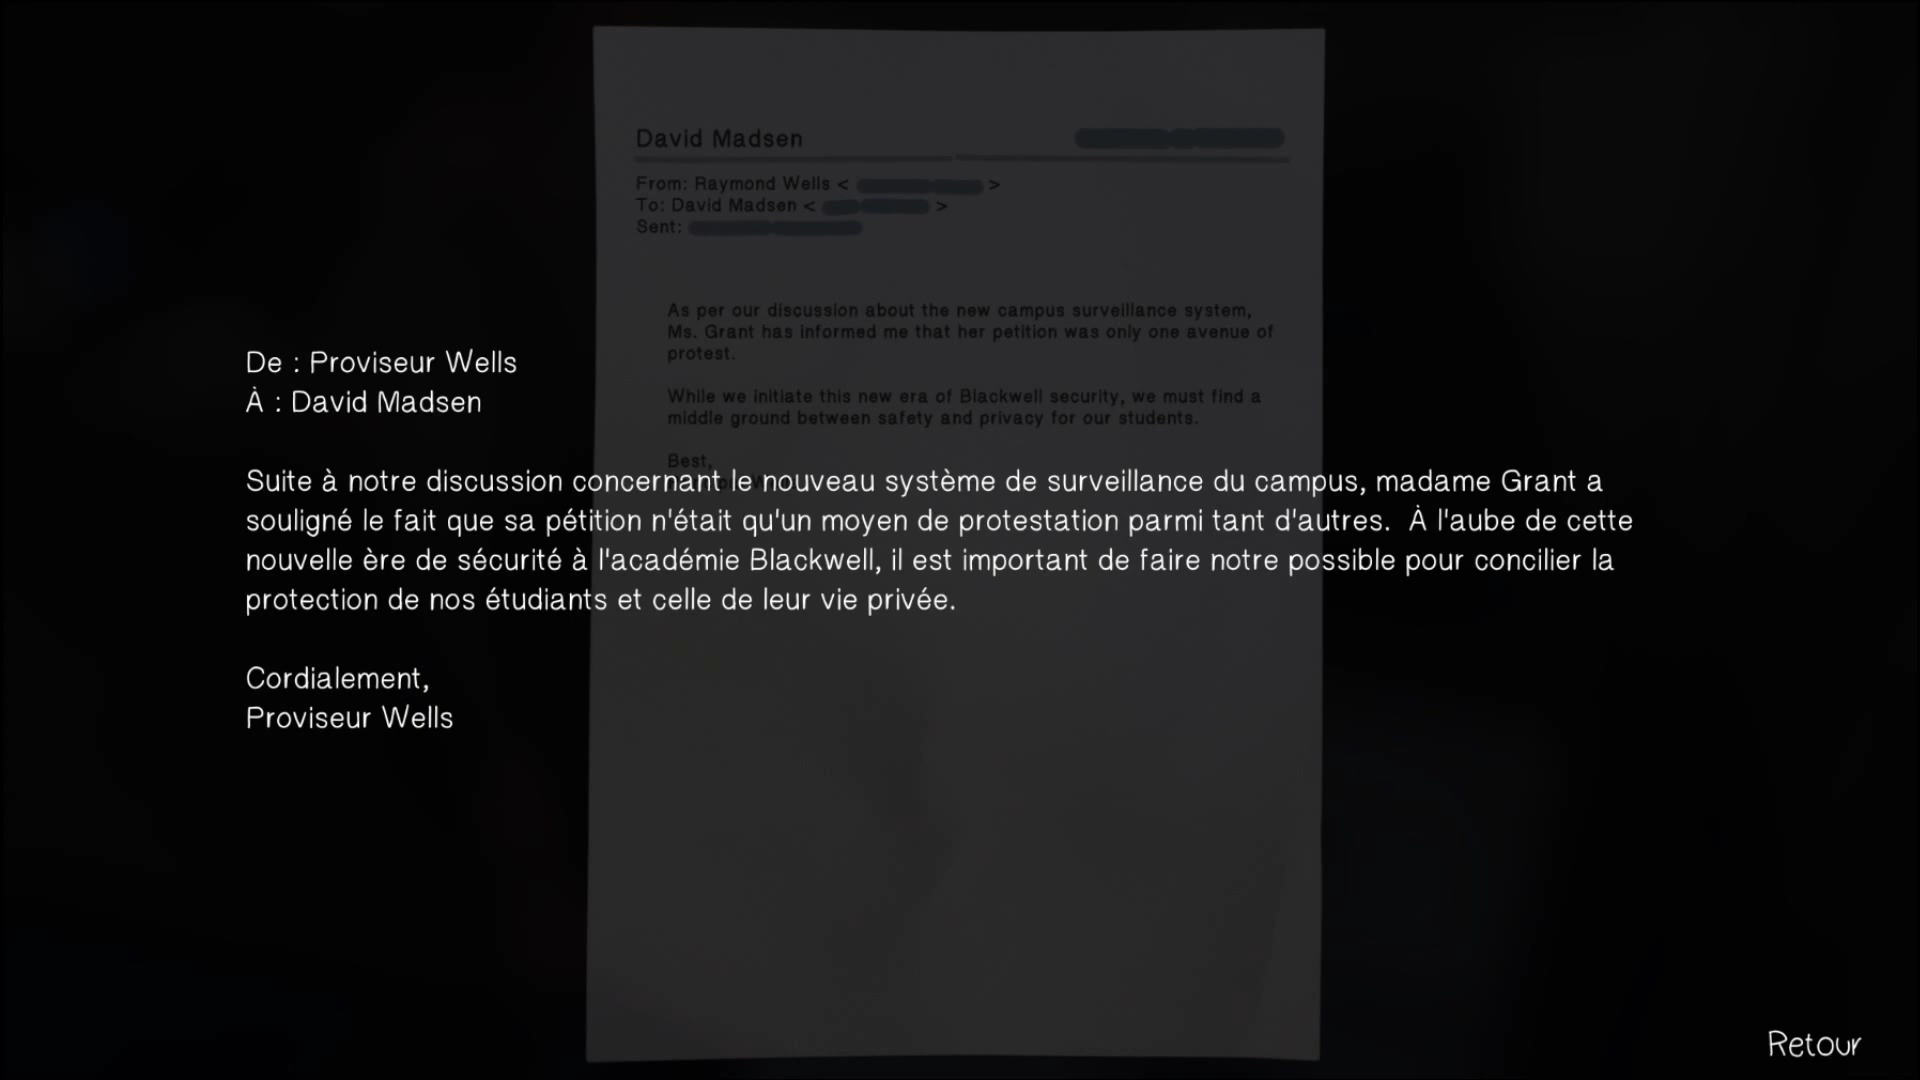 David Madsen
From: Raymond Wells < >
To: David Madsen < >
Sent:
As per our discussion about the new campus surveillance system,
Ms. Grant has informed me that her petition was only one avenue of
protest.
While we initiate this new era of Blackwell security, we must find a
middle ground between safety and privacy for our students.
Best,
De : Proviseur Wells
À : David Madsen
Suite à notre discussion concernant le nouveau système de surveillance du campus, madame Grant a
souligné le fait que sa pétition n'était qu'un moyen de protestation parmi tant d'autres.  À l'aube de cette
nouvelle ère de sécurité à l'académie Blackwell, il est important de faire notre possible pour concilier la
protection de nos étudiants et celle de leur vie privée.
Cordialement,
Proviseur Wells
Retour